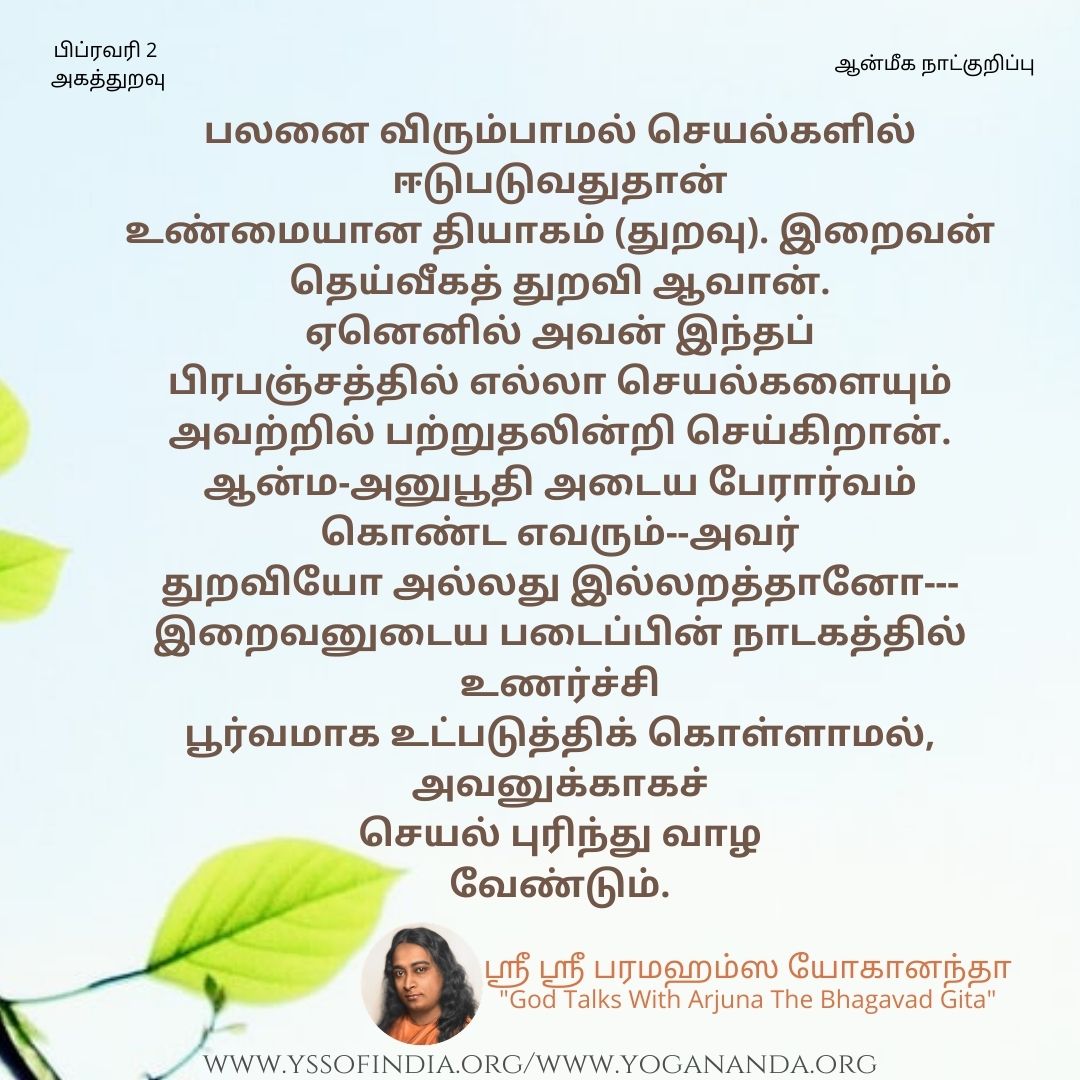 பிப்ரவரி 2
அகத்துறவு
ஆன்மீக நாட்குறிப்பு
பலனை விரும்பாமல் செயல்களில்
ஈடுபடுவதுதான்
உண்மையான தியாகம் (துறவு). இறைவன்
தெய்வீகத் துறவி ஆவான்.
ஏனெனில் அவன் இந்தப்
பிரபஞ்சத்தில் எல்லா செயல்களையும்
அவற்றில் பற்றுதலின்றி செய்கிறான்.
ஆன்ம-அனுபூதி அடைய பேரார்வம்
கொண்ட எவரும்--அவர்
துறவியோ அல்லது இல்லறத்தானோ---
இறைவனுடைய படைப்பின் நாடகத்தில்
உணர்ச்சி
பூர்வமாக உட்படுத்திக் கொள்ளாமல்,
அவனுக்காகச்
செயல் புரிந்து வாழ
வேண்டும்.
ஸ்ரீ ஸ்ரீ பரமஹம்ஸ யோகானந்தா
"God Talks With Arjuna The Bhagavad Gita"
WWW.YSSOFINDIA.ORG/WWW.YOGANANDA.ORG